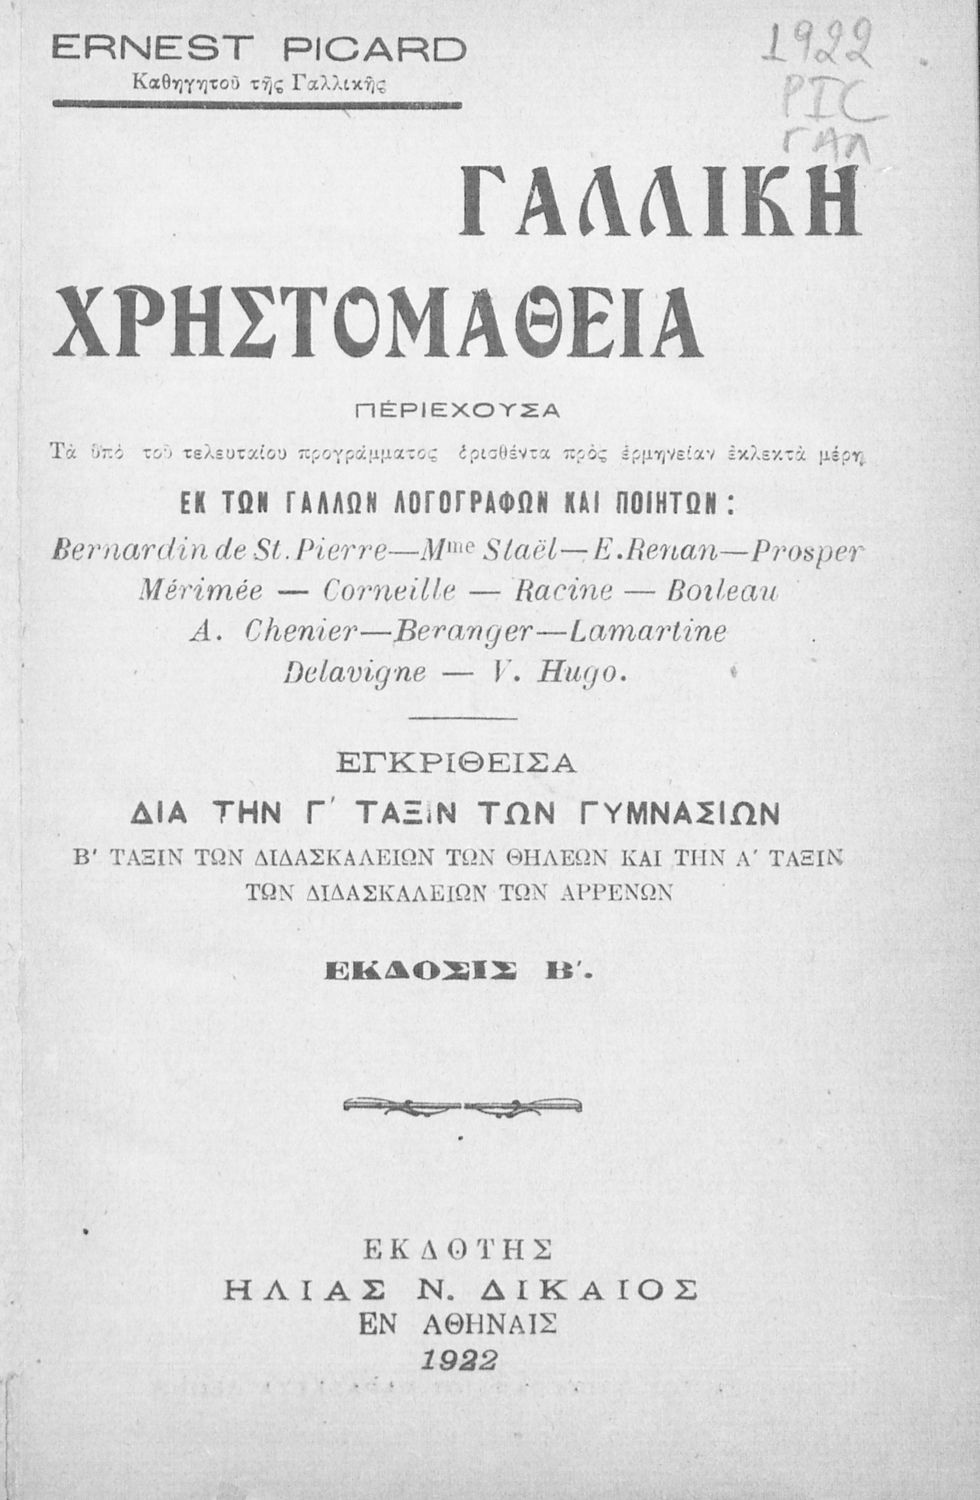 ERNEST PICARD
Καθηγητοῦ τῆς Γαλλικῆς
1922
PIC
ΓΑΛ
ΓΑΛΛΙΚΗ
ΧΡΗΣΤΟΜΑΘΕΙΑ
ΠΕΡΙΕΧΟΥΣΑ
Τὰ ὑπὸ τοῦ τελευταίου προγράμματος ὁρισθέντα πρὸς ἑρμηνείαν ἐκλεκτὰ μέρη
ΕΚ ΤΩΝ ΓΑΛΛΩΝ ΛΟΓΟΓΡΑΦΩΝ ΚΑΙ ΠΟΙΗΤΩΝ :
Bernardin de St. Pierre—Mme Staël—E. Renan—Prosper
Mérimée — Corneille — Racine — Boileau
A. Chenier—Beranger—Lamartine
Delavigne — V. Hugo.
ΕΓΚΡΙΘΕΙΣΑ
ΔΙΑ ΤΗΝ Γ΄ ΤΑΞΙΝ ΤΩΝ ΓΥΜΝΑΣΙΩΝ
Β΄ ΤΑΞΙΝ ΤΩΝ ΔΙΔΑΣΚΑΛΕΙΩΝ ΤΩΝ ΘΗΛΕΩΝ ΚΑΙ ΤΗΝ Α΄ ΤΑΞΙΝ
ΤΩΝ ΔΙΔΑΣΚΑΛΕΙΩΝ ΤΩΝ ΑΡΡΕΝΩΝ
ΕΚΔΟΣΙΣ Β΄.
ΕΚΔΟΤΗΣ
ΗΛΙΑΣ Ν. ΔΙΚΑΙΟΣ
ΕΝ ΑΘΗΝΑΙΣ
1922